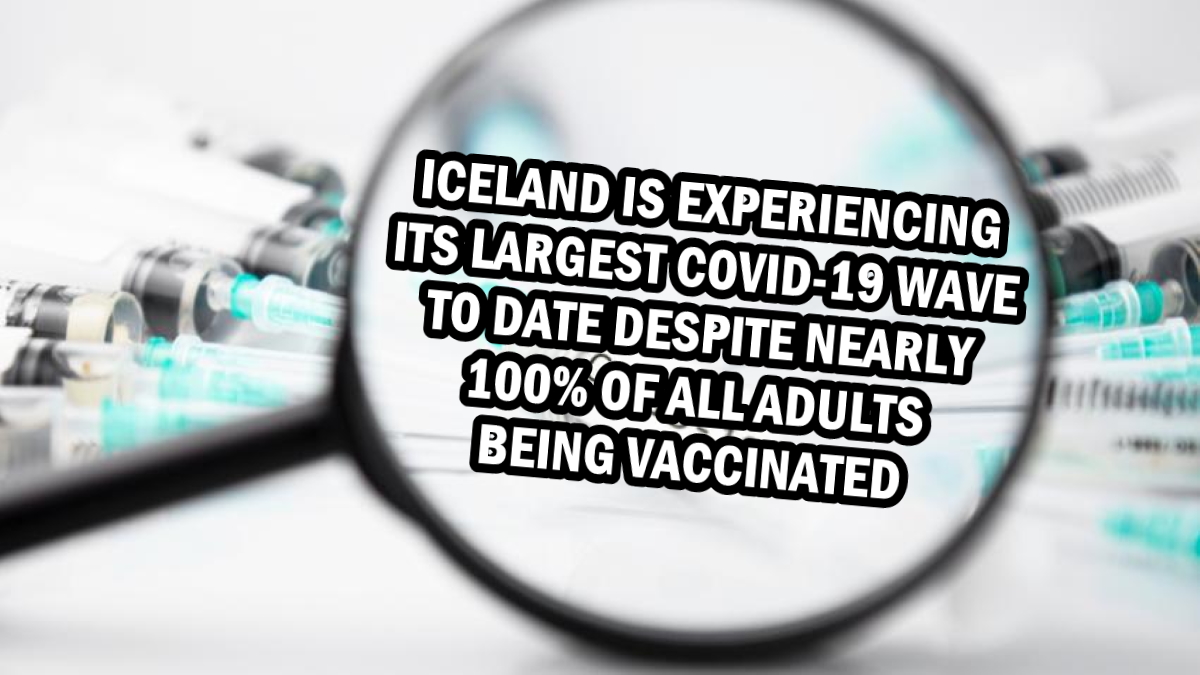 ICELAND IS EXPERIENCING
ITS LARGEST COVID-19 WAVE
TO DATE DESPITE NEARLY
100% OF ALL ADULTS
BEING VACCINATED